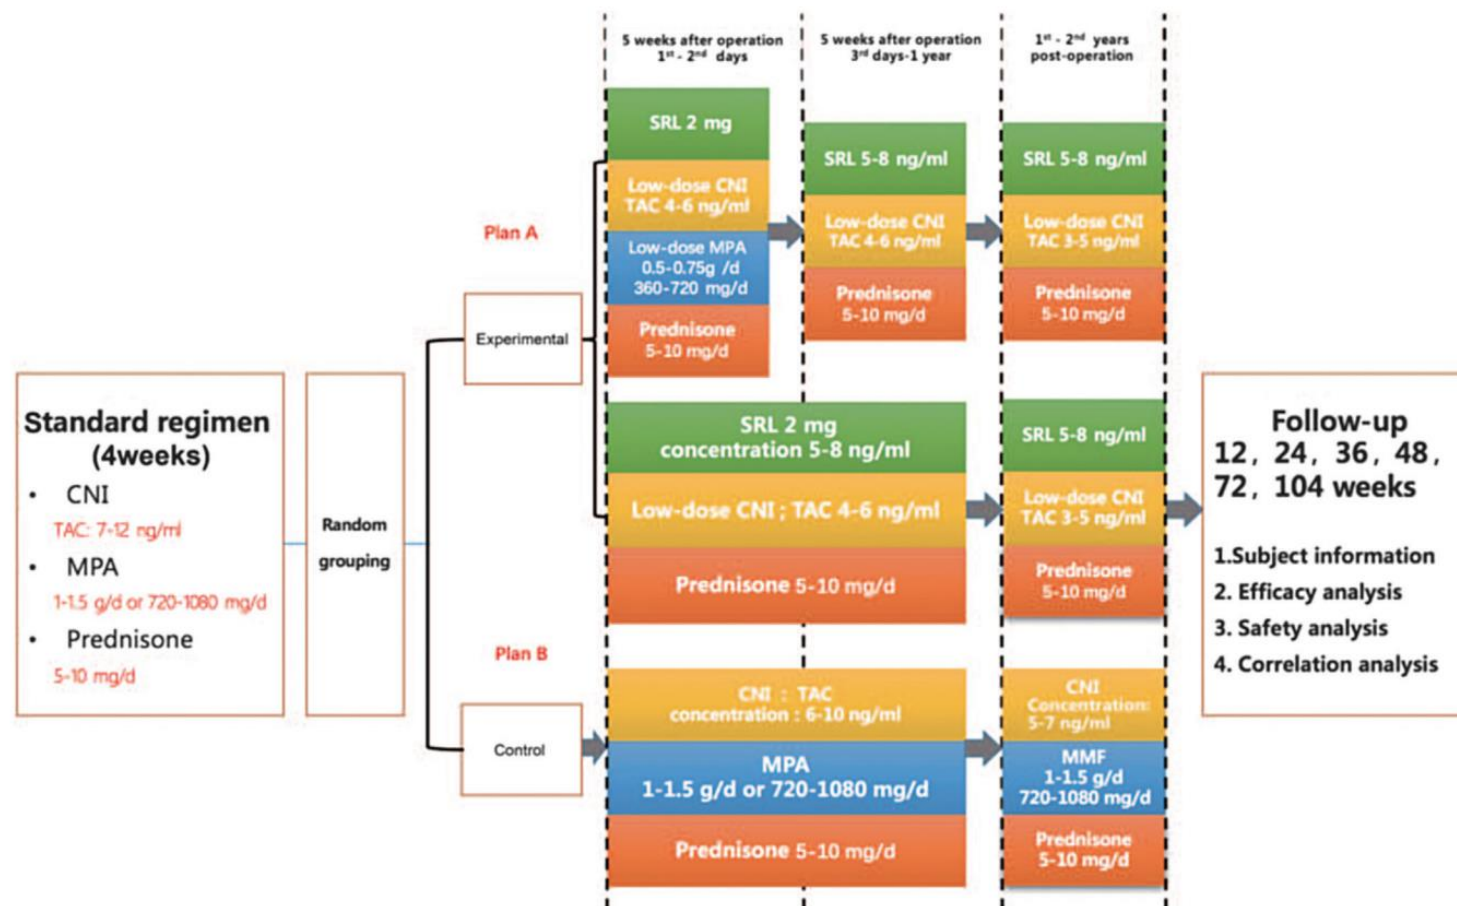 5 weeks after operation
1st - 2nd days
5 weeks after operation
3rd days-1 year
1st - 2nd years
post-operation
Standard regimen
(4weeks)
• CNI
TAC: 7-12 ng/ml
• MPA
1-1.5 g/d or 720-1080 mg/d
• Prednisone
5-10 mg/d
Random
grouping
Plan A
Experimental
SRL 2 mg
Low-dose CNI
TAC 4-6 ng/ml
Low-dose MPA
0.5-0.75g /d
360-720 mg/d
Prednisone
5-10 mg/d
SRL 5-8 ng/ml
Low-dose CNI
TAC 4-6 ng/ml
Prednisone
5-10 mg/d
SRL 5-8 ng/ml
Low-dose CNI
TAC 3-5 ng/ml
Prednisone
5-10 mg/d
SRL 2 mg
concentration 5-8 ng/ml
Low-dose CNI ; TAC 4-6 ng/ml
Prednisone 5-10 mg/d
SRL 5-8 ng/ml
Low-dose CNI
TAC 3-5 ng/ml
Prednisone
5-10 mg/d
Plan B
Control
CNI : TAC
concentration : 6-10 ng/ml
MPA
1-1.5 g/d or 720-1080 mg/d
Prednisone 5-10 mg/d
CNI
Concentration:
5-7 ng/ml
MMF
1-1.5 g/d
720-1080 mg/d
Prednisone
5-10 mg/d
Follow-up
12, 24, 36, 48,
72, 104 weeks
1.Subject information
2. Efficacy analysis
3. Safety analysis
4. Correlation analysis